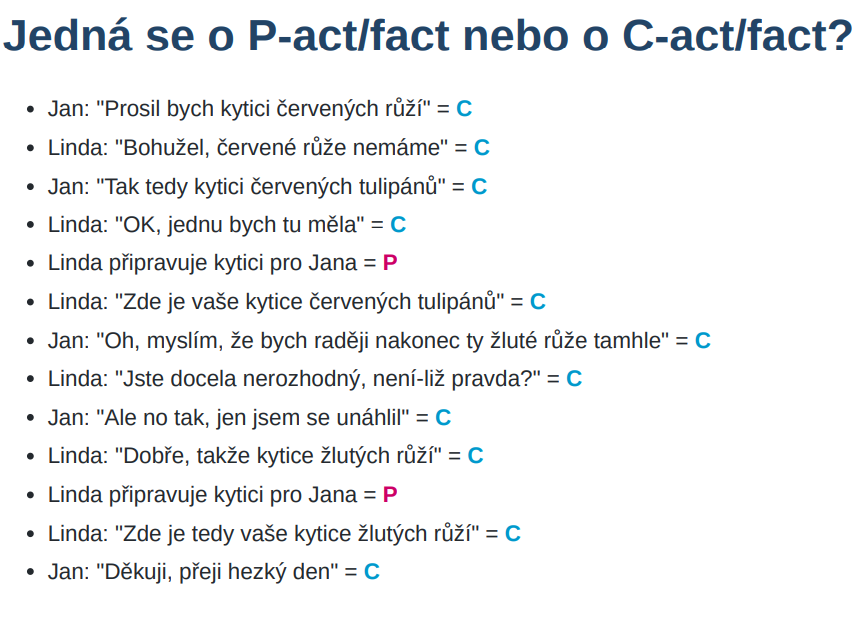 Jedná se o P-act/fact nebo o C-act/fact?
• Jan: "Prosil bych kytici červených růží" = C
• Linda: "Bohužel, červené růže nemáme" = C
• Jan: "Tak tedy kytici červených tulipánů" = C
• Linda: "OK, jednu bych tu měla" = C
• Linda připravuje kytici pro Jana = P
• Linda: "Zde je vaše kytice červených tulipánů" = C
• Jan: "Oh, myslím, že bych raději nakonec ty žluté růže tamhle" = C
• Linda: "Jste docela nerozhodný, není-liž pravda?" = C
• Jan: "Ale no tak, jen jsem se unáhlil" = C
• Linda: "Dobře, takže kytice žlutých růží" = C
• Linda připravuje kytici pro Jana = P
• Linda: "Zde je tedy vaše kytice žlutých růží" = C
• Jan: "Děkuji, přeji hezký den" = C